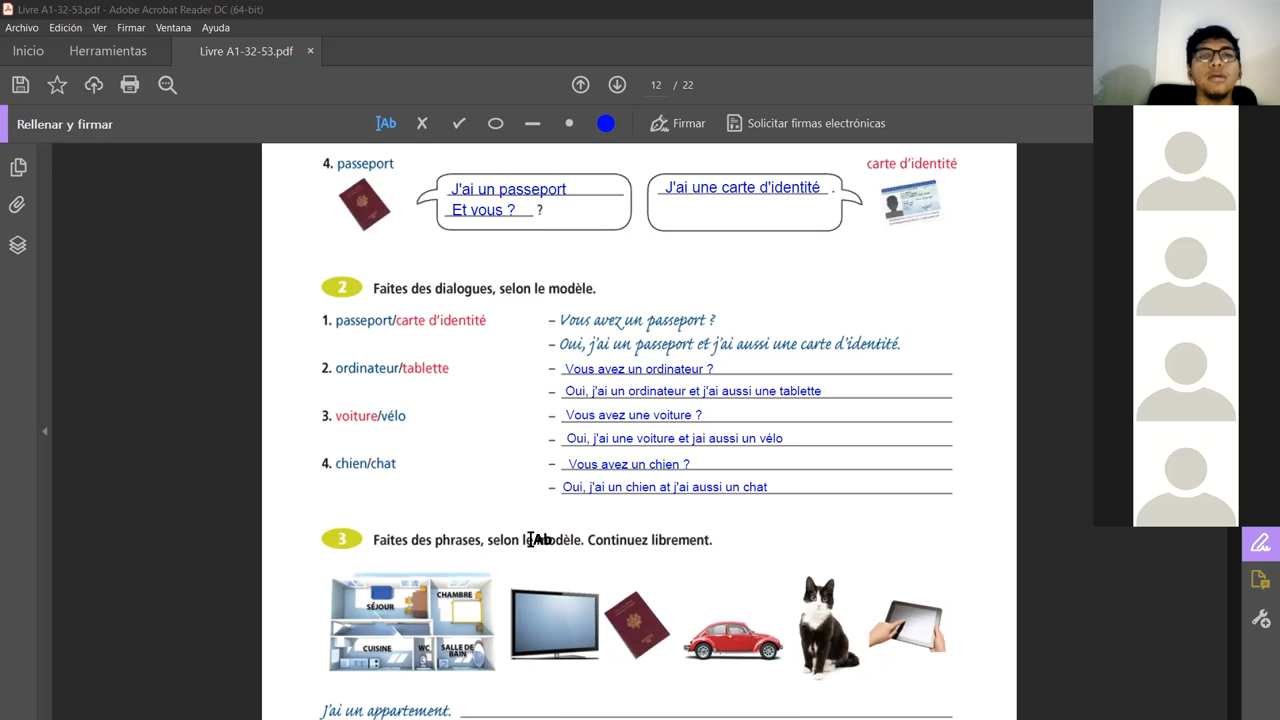 Livre A1-32-53.pdf - Adobe Acrobat Reader DC (64-bit)
Archivo Edición Ver Firmar Ventana Ayuda
Inicio Herramientas Livre A1-32-53.pdf ×
12 / 22
Rellenar y firmar
Ab Firmar Solicitar firmas electrónicas
4. passeport carte d'identité
J'ai un passeport
Et vous ? ?
J'ai une carte d'identité .
2 Faites des dialogues, selon le modèle.
1. passeport/carte d'identité – Vous avez un passeport ?
– Oui, j'ai un passeport et j'ai aussi une carte d'identité.
2. ordinateur/tablette – Vous avez un ordinateur ?
– Oui, j'ai un ordinateur et j'ai aussi une tablette
3. voiture/vélo – Vous avez une voiture ?
– Oui, j'ai une voiture et jai aussi un vélo
4. chien/chat – Vous avez un chien ?
– Oui, j'ai un chien at j'ai aussi un chat
3 Faites des phrases, selon le modèle. Continuez librement.
SÉJOUR CHAMBRE
CUISINE WC SALLE DE BAIN
J'ai un appartement.